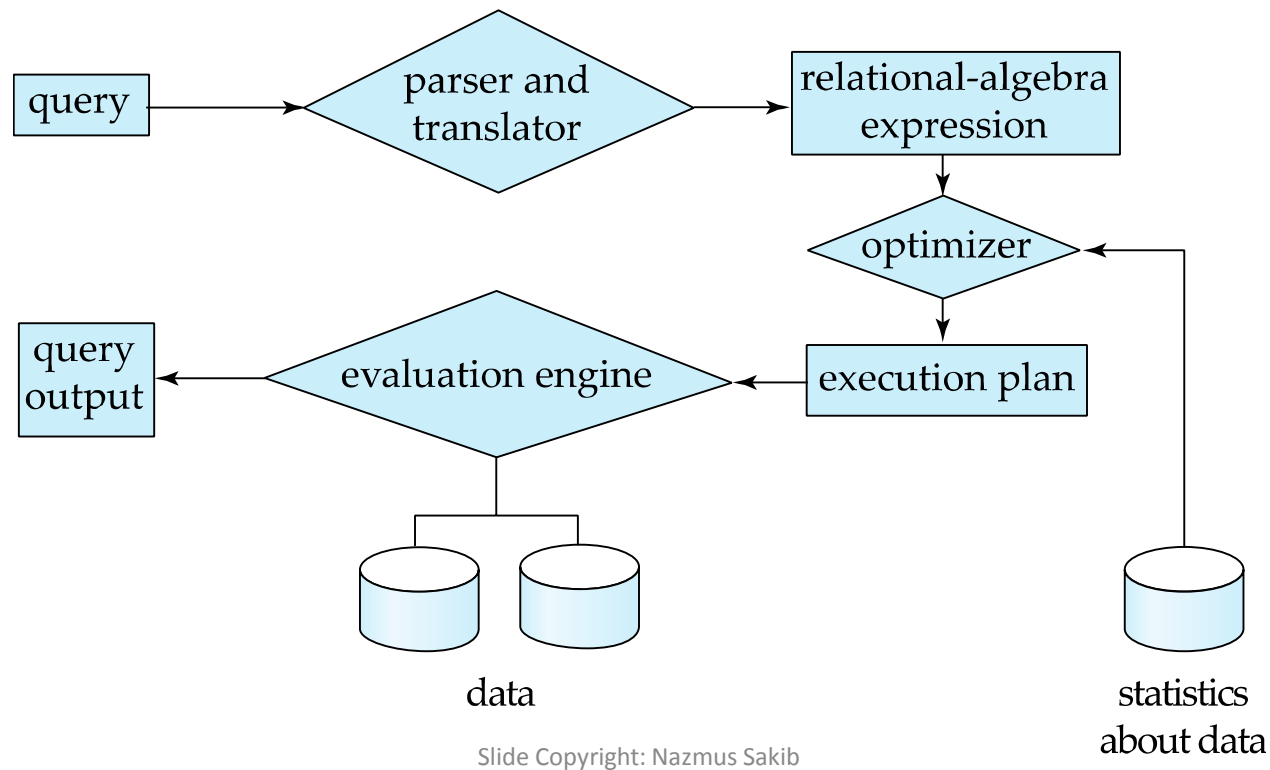 query
parser and
translator
relational-algebra
expression
optimizer
execution plan
evaluation engine
query
output
data
statistics
about data
Slide Copyright: Nazmus Sakib